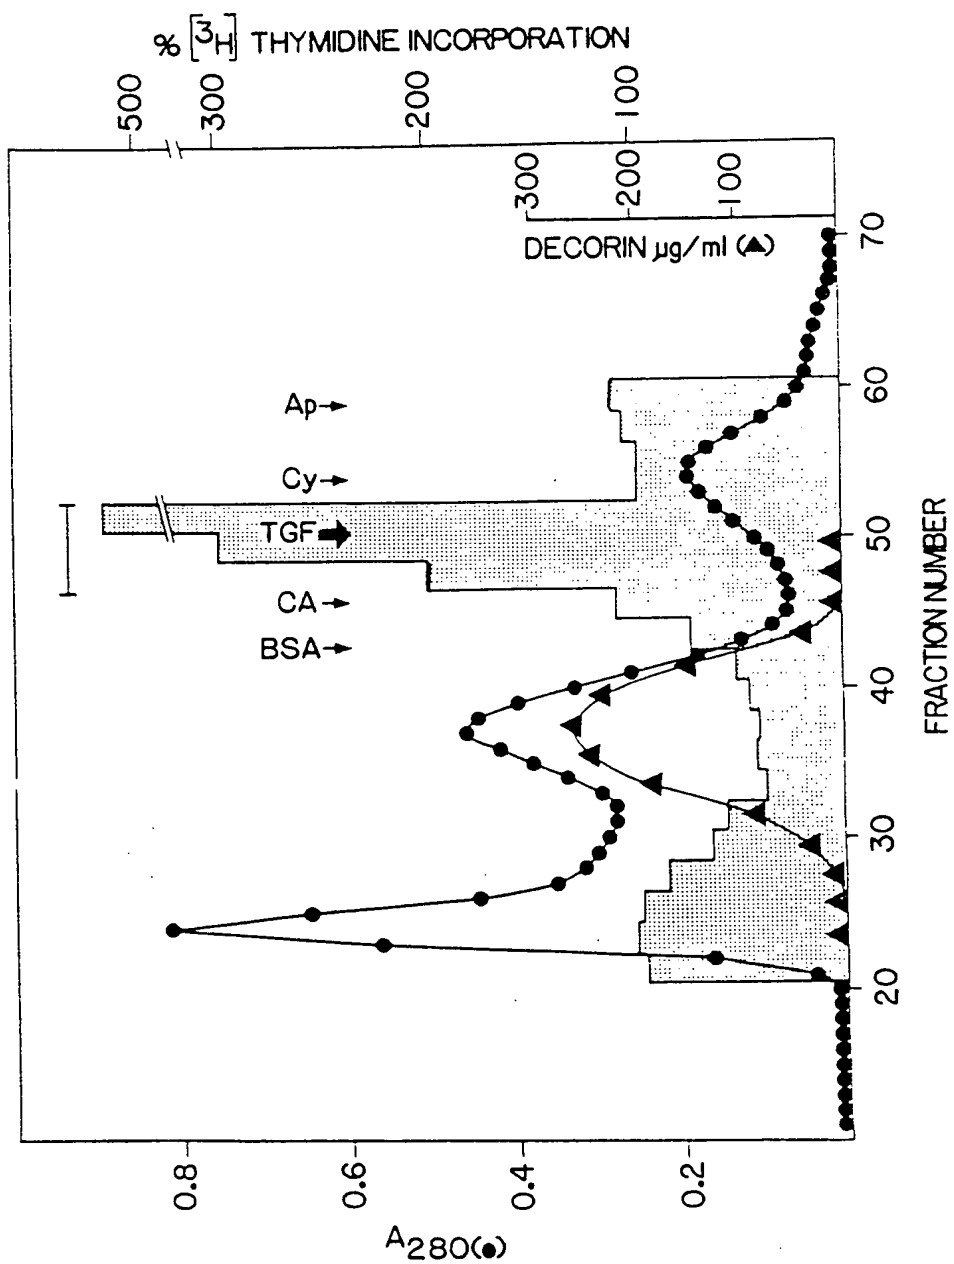 % [³H] THYMIDINE INCORPORATION
500
300
200
100
300
200
100
DECORIN µg/ml (▲)
Ap→
Cy→
TGF→
CA→
BSA→
20
30
40
50
60
70
FRACTION NUMBER
0.8
0.6
0.4
0.2
A280(●)